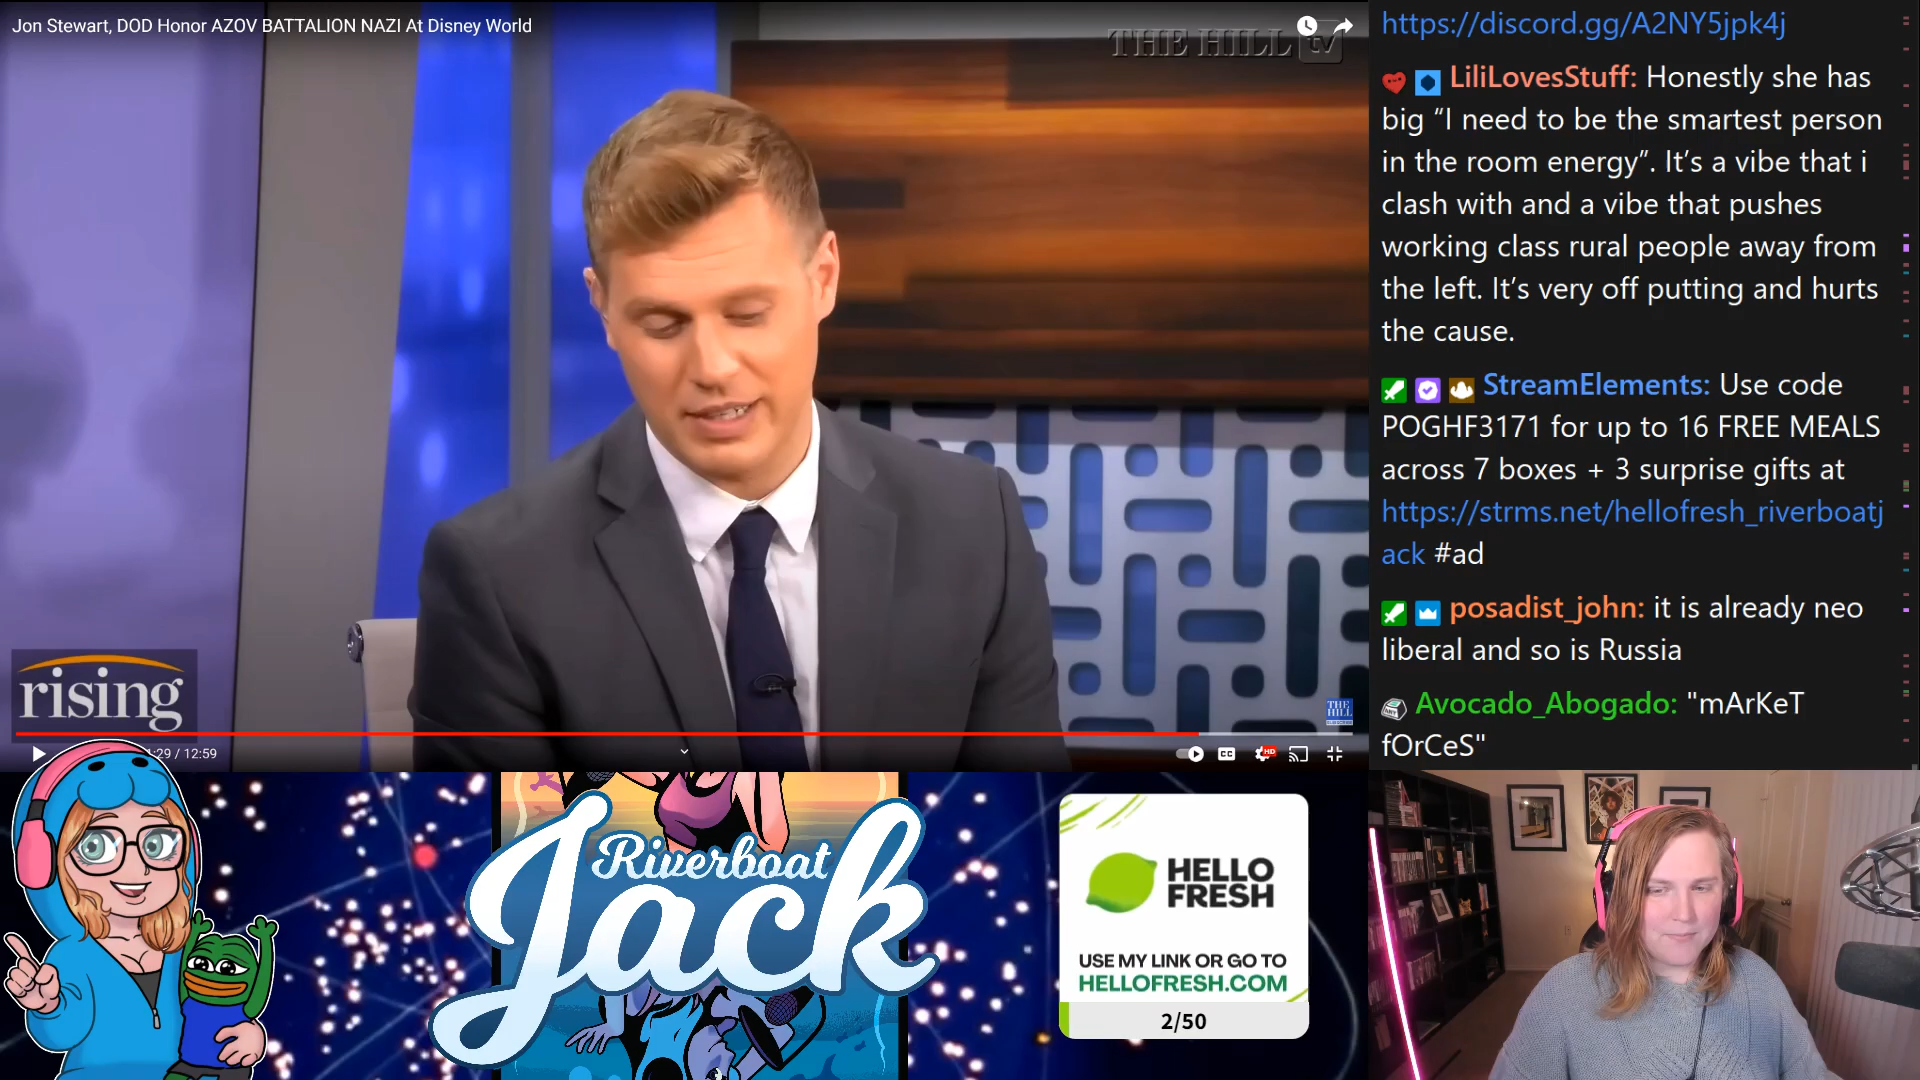 Jon Stewart, DOD Honor AZOV BATTALION NAZI At Disney World
THE HILL tv
rising
THE
HILL
:29 / 12:59
CC
HD
https://discord.gg/A2NY5jpk4j
LiliLovesStuff: Honestly she has
big “I need to be the smartest person
in the room energy”. It’s a vibe that i
clash with and a vibe that pushes
working class rural people away from
the left. It’s very off putting and hurts
the cause.
StreamElements: Use code
POGHF3171 for up to 16 FREE MEALS
across 7 boxes + 3 surprise gifts at
https://strms.net/hellofresh_riverboatj
ack #ad
posadist_john: it is already neo
liberal and so is Russia
Avocado_Abogado: "mArKeT
fOrCeS"
Riverboat
Jack
HELLO
FRESH
USE MY LINK OR GO TO
HELLOFRESH.COM
2/50